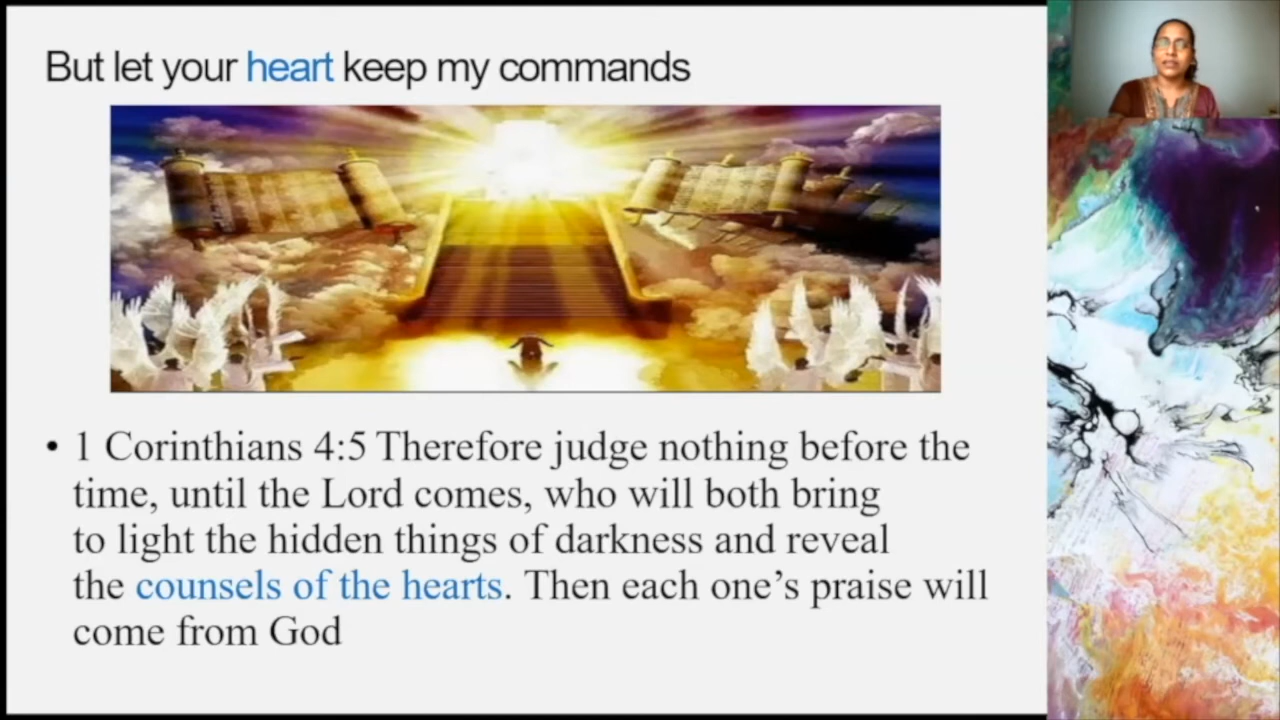 But let your heart keep my commands
• 1 Corinthians 4:5 Therefore judge nothing before the
time, until the Lord comes, who will both bring
to light the hidden things of darkness and reveal
the counsels of the hearts. Then each one’s praise will
come from God